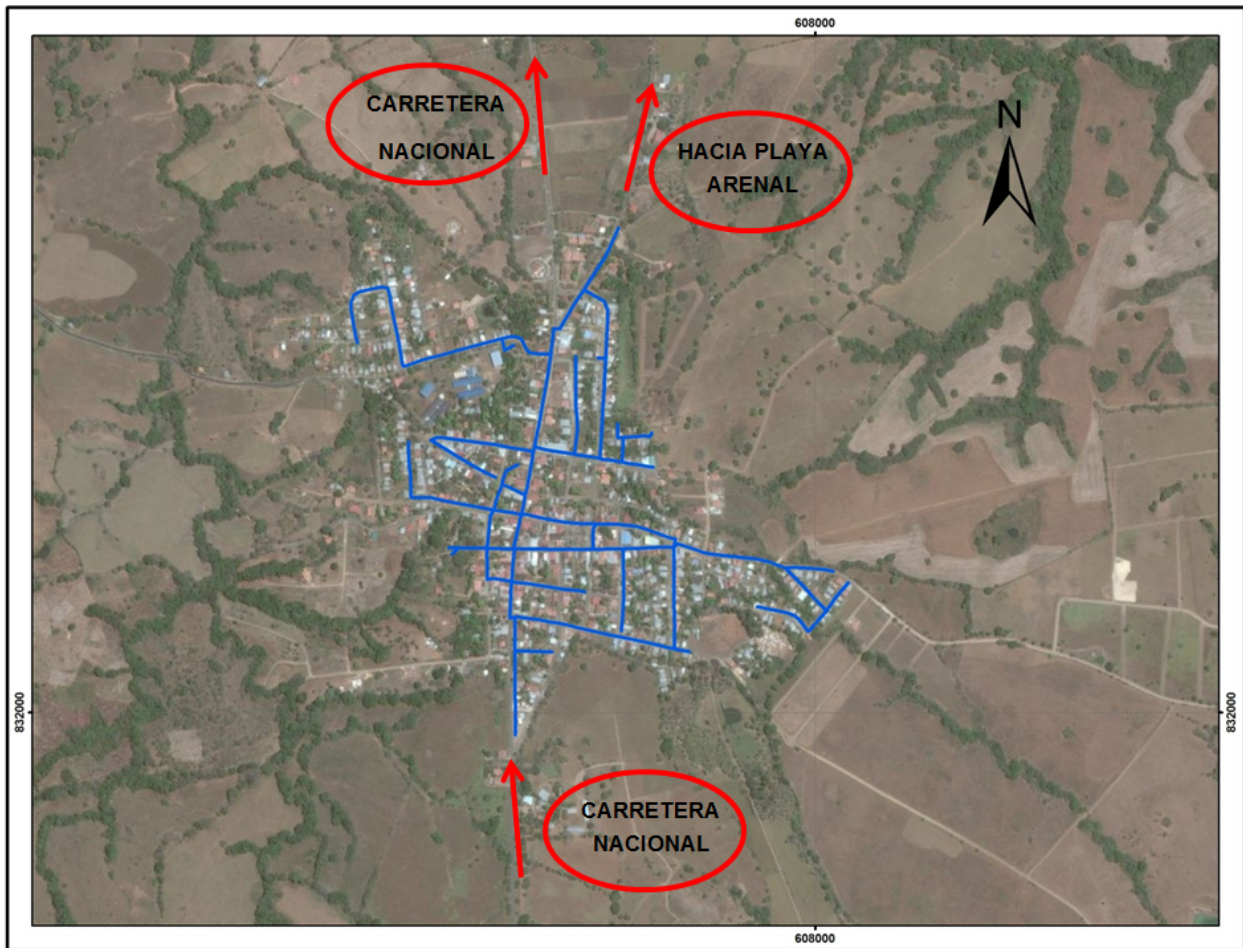 608000
CARRETERA
NACIONAL
HACIA PLAYA
ARENAL
N
832000
832000
CARRETERA
NACIONAL
608000